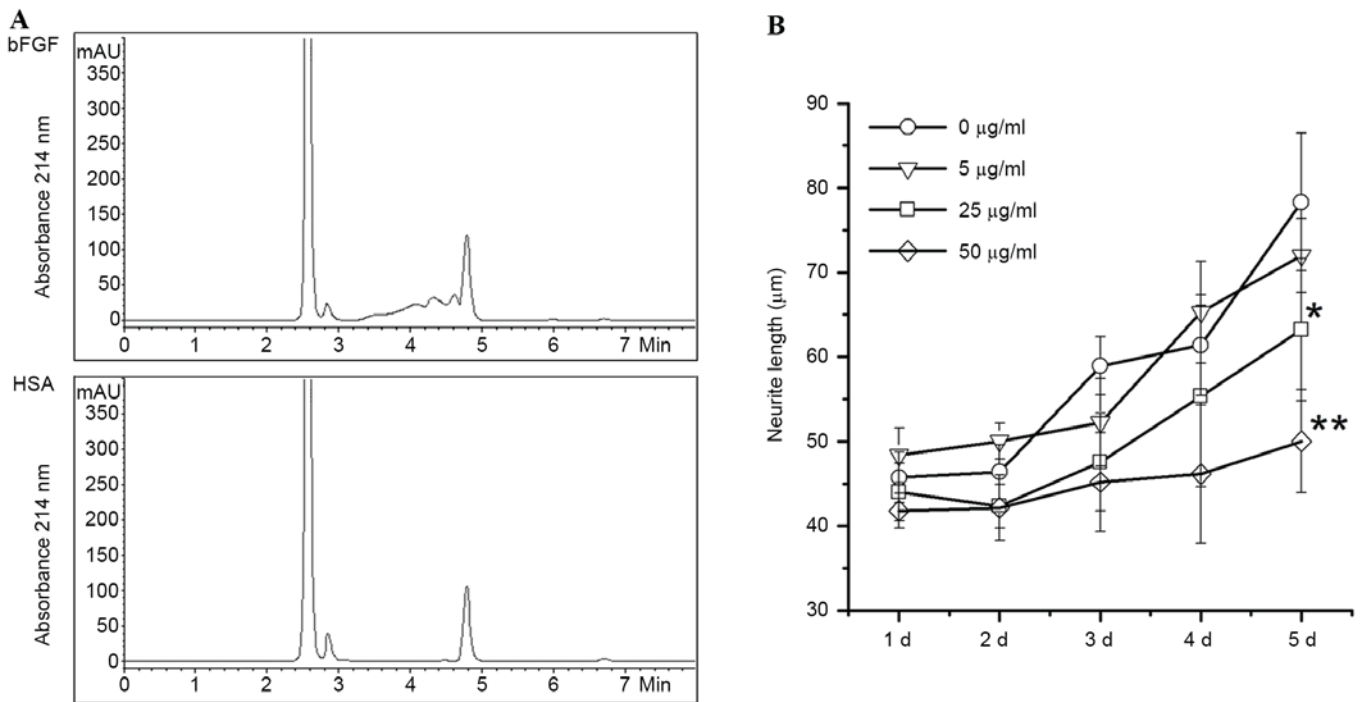 A
bFGF
mAU
350
300
250
200
150
100
50
0
Absorbance 214 nm
0 1 2 3 4 5 6 7 Min
HSA
mAU
350
300
250
200
150
100
50
0
Absorbance 214 nm
0 1 2 3 4 5 6 7 Min
B
90
80
70
60
50
40
30
Neurite length (μm)
0 μg/ml
5 μg/ml
25 μg/ml
50 μg/ml
*
**
1 d 2 d 3 d 4 d 5 d